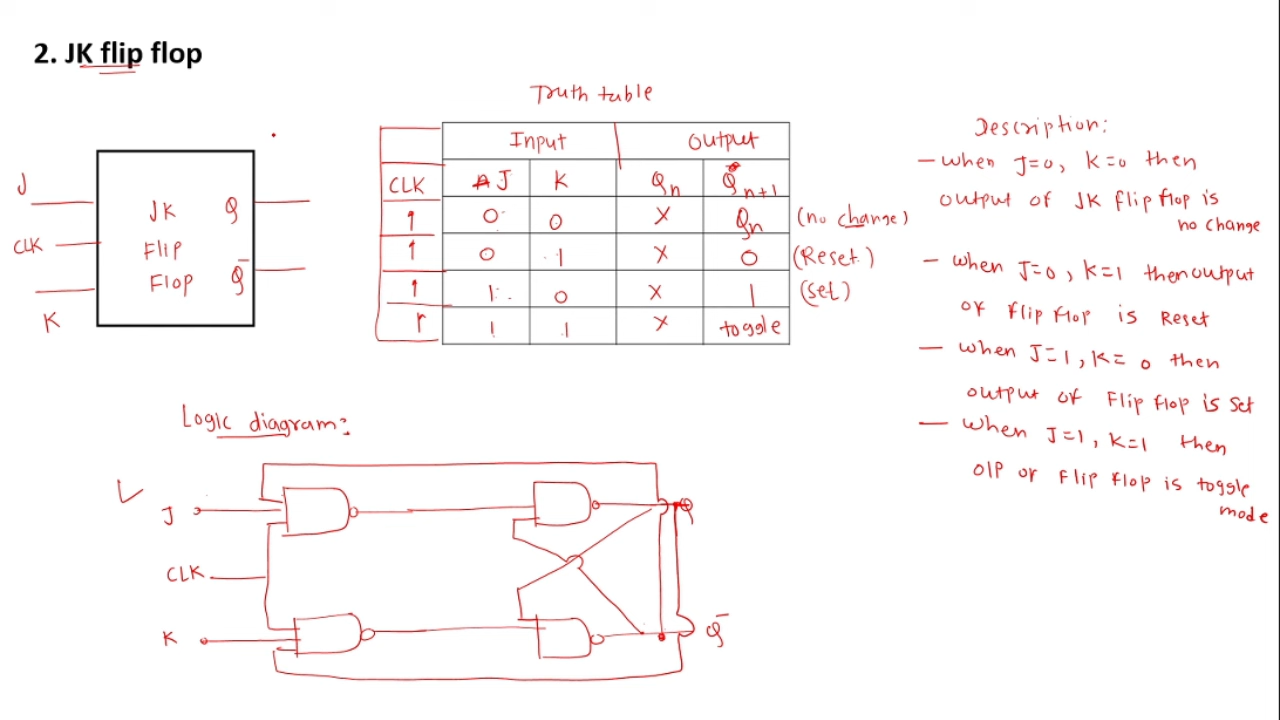 2. JK flip flop
J
CLK
K
JK
Flip
Flop
Q
Q̄
Truth table
Input Output
CLK J K Qn Qn+1
↑ 0 0 X Qn (no change)
↑ 0 1 X 0 (Reset)
↑ 1 0 X 1 (set)
↑ 1 1 X toggle
Description:
– when J=0, K=0 then
output of JK flip flop is
no change
– when J=0, K=1 then output
of flip flop is Reset
– when J=1, K=0 then
output of Flip flop is set
– when J=1, K=1 then
O/P of flip flop is toggle
mode
Logic diagram:
J
CLK
K
Q
Q̄